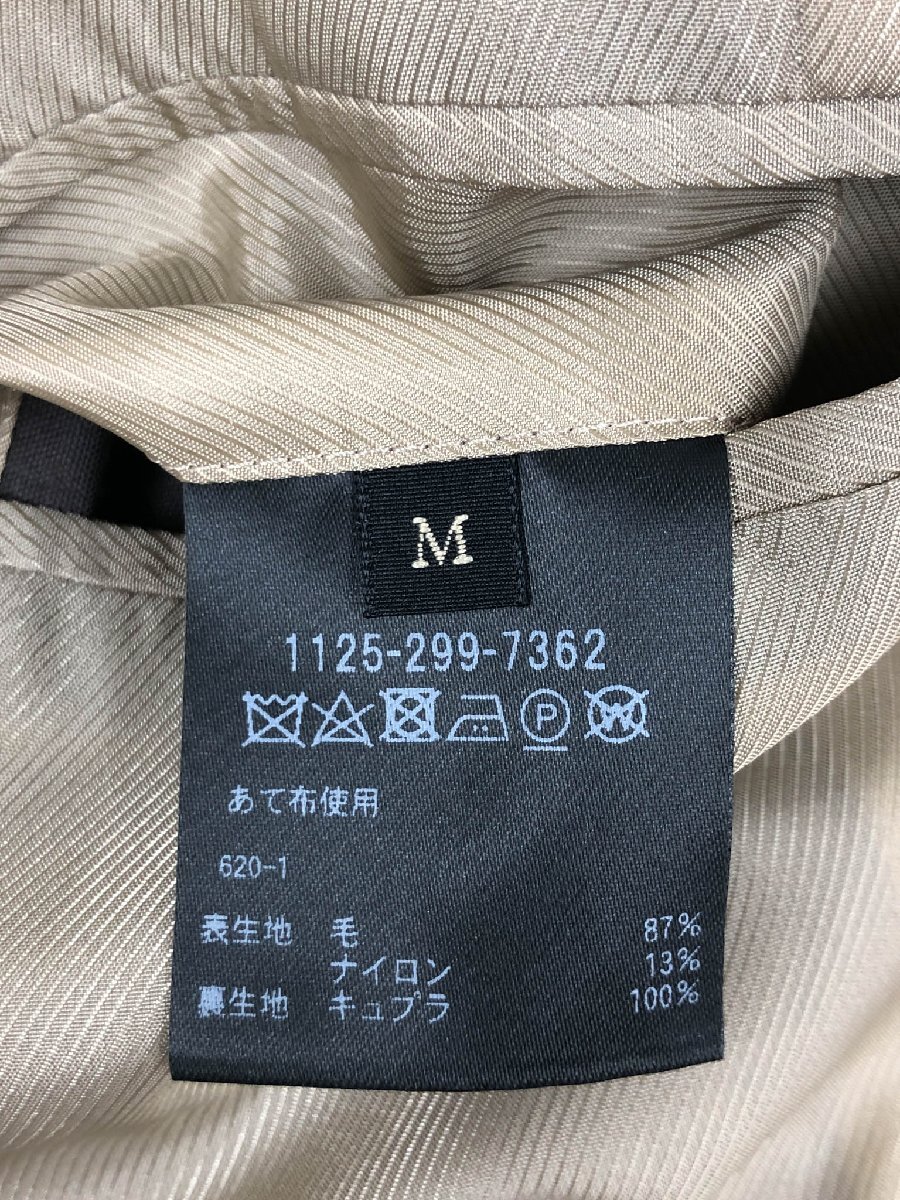 M
1125-299-7362
P W
あて布使用
620-1
表生地 毛 87%
ナイロン 13%
裏生地 キュプラ 100%